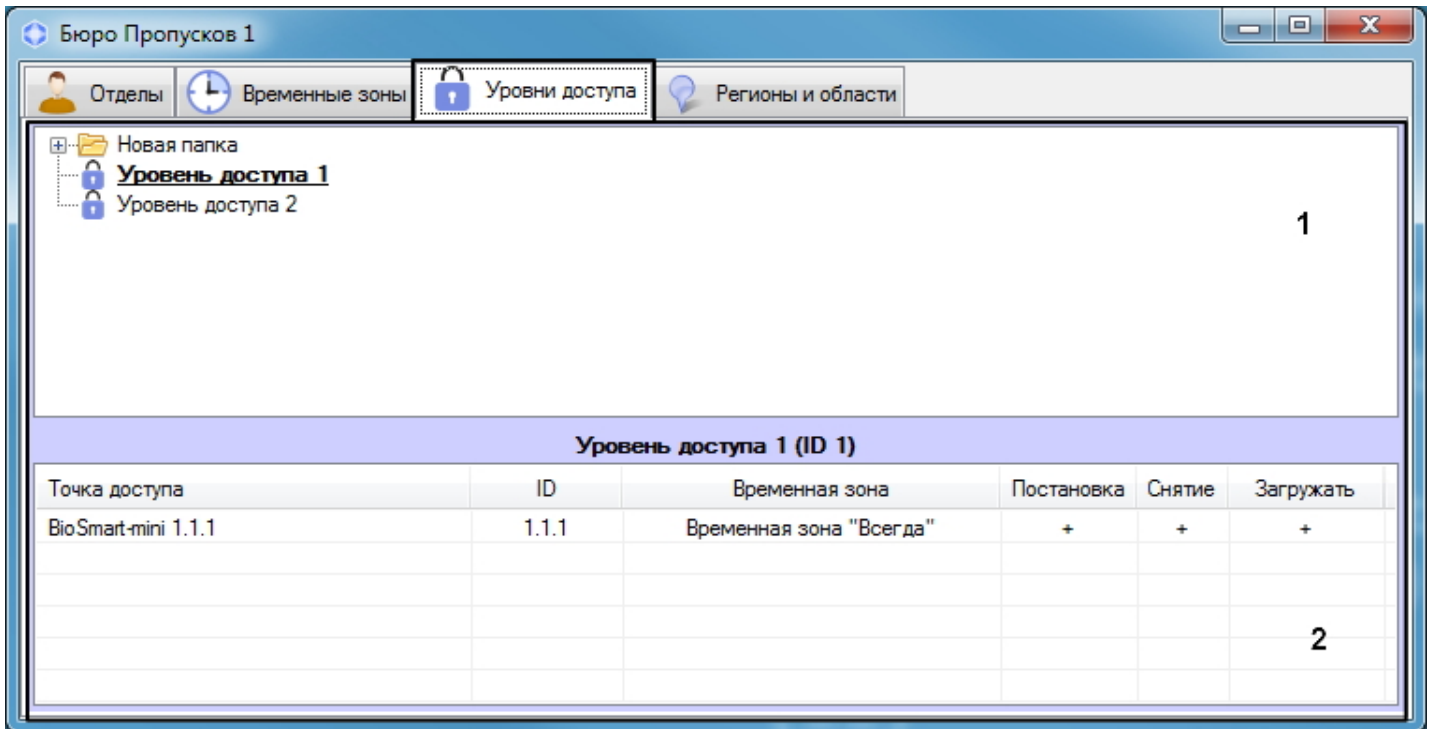 Бюро Пропусков 1
Отделы Временные зоны Уровни доступа Регионы и области
Новая папка
Уровень доступа 1
Уровень доступа 2
1
Уровень доступа 1 (ID 1)
Точка доступа ID Временная зона Постановка Снятие Загружать
BioSmart-mini 1.1.1 1.1.1 Временная зона "Всегда" + + +
2